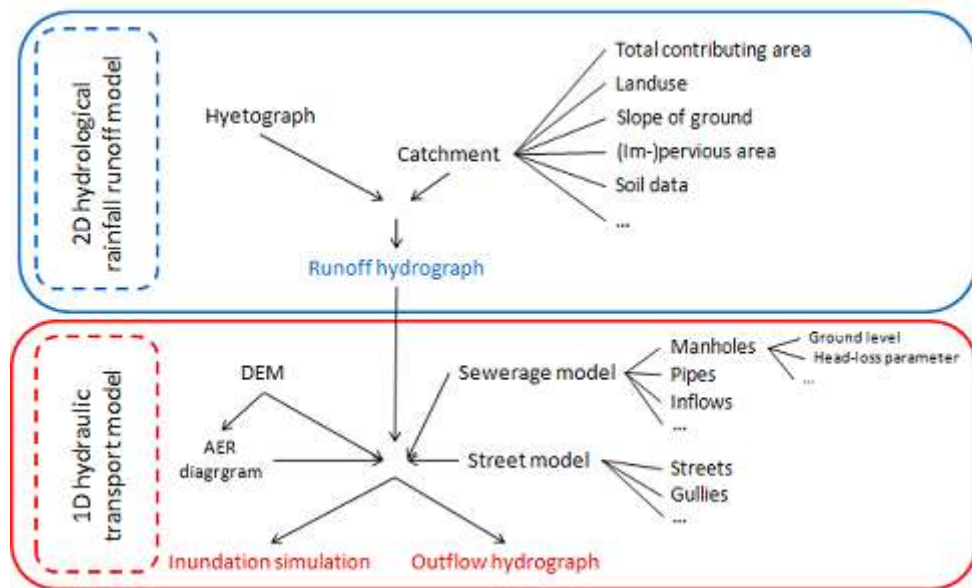 2D hydrological
rainfall runoff model
Hyetograph
Catchment
Total contributing area
Landuse
Slope of ground
(Im-)pervious area
Soil data
...
Runoff hydrograph
1D hydraulic
transport model
DEM
AER
diagrgram
Sewerage model
Manholes
Pipes
Inflows
...
Ground level
Head-loss parameter
...
Street model
Streets
Gullies
...
Inundation simulation
Outflow hydrograph